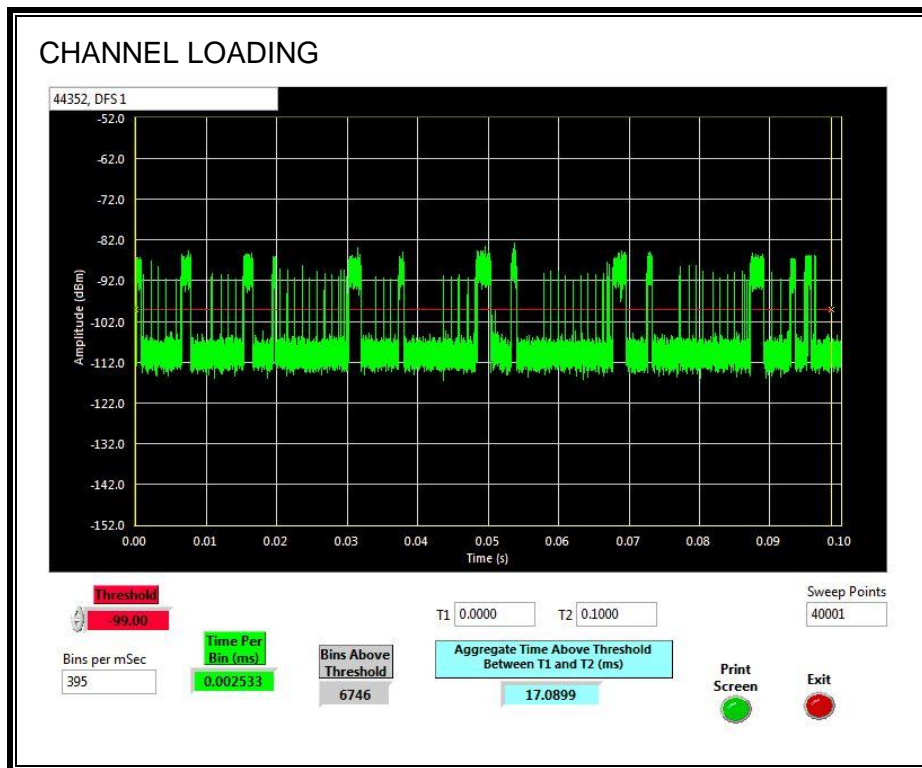 CHANNEL LOADING
44352, DFS 1
-52.0
-62.0
-72.0
-82.0
-92.0
-102.0
-112.0
-122.0
-132.0
-142.0
-152.0
Amplitude (dBm)
0.00 0.01 0.02 0.03 0.04 0.05 0.06 0.07 0.08 0.09 0.10
Time (s)
Threshold
-99.00
T1 0.0000 T2 0.1000
Sweep Points
40001
Bins per mSec
395
Time Per
Bin (ms)
0.002533
Bins Above
Threshold
6746
Aggregate Time Above Threshold
Between T1 and T2 (ms)
17.0899
Print
Screen
Exit